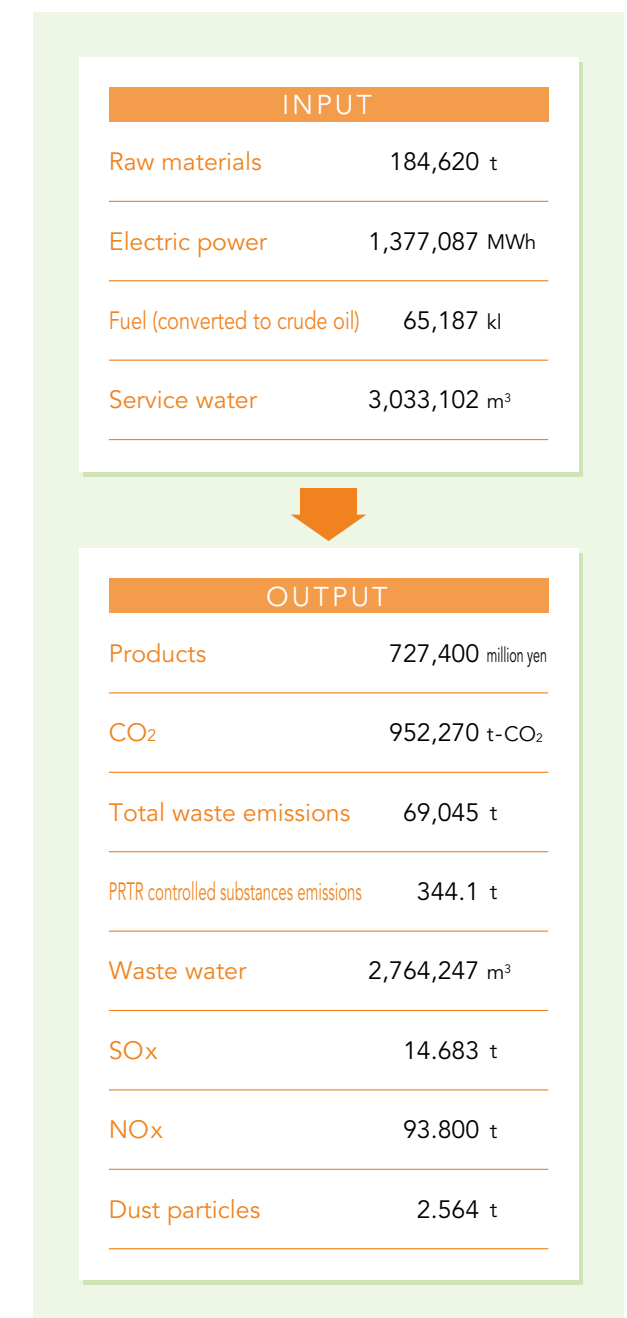 INPUT
Raw materials 184,620 t
Electric power 1,377,087 MWh
Fuel (converted to crude oil) 65,187 kl
Service water 3,033,102 m³
OUTPUT
Products 727,400 million yen
CO₂ 952,270 t-CO₂
Total waste emissions 69,045 t
PRTR controlled substances emissions 344.1 t
Waste water 2,764,247 m³
SOx 14.683 t
NOx 93.800 t
Dust particles 2.564 t